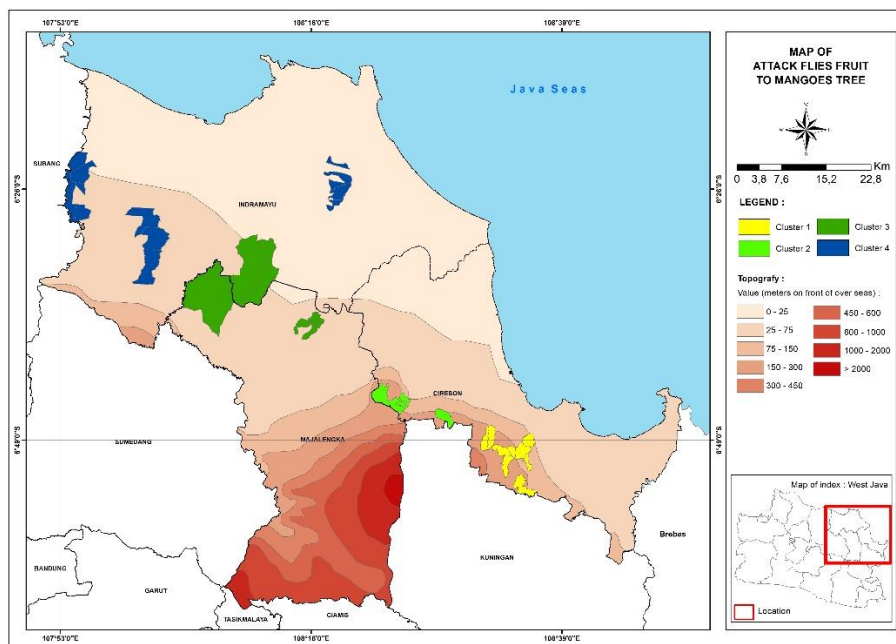 107°53'0"E
108°16'0"E
108°39'0"E
Java Seas
SUBANG
INDRAMAYU
CIREBON
SUMEDANG
MAJALENGKA
KUNINGAN
Brebes
BANDUNG
GARUT
TASIKMALAYA
CIAMIS
6°26'0"S
6°49'0"S
6°26'0"S
6°49'0"S
107°53'0"E
108°16'0"E
108°39'0"E
MAP OF
ATTACK FLIES FRUIT
TO MANGOES TREE
N
W
E
S
Km
0 3,8 7,6 15,2 22,8
LEGEND :
Cluster 1
Cluster 3
Cluster 2
Cluster 4
Topografy :
Value (meters on front of over seas) :
0 - 25
450 - 600
25 - 75
600 - 1000
75 - 150
1000 - 2000
150 - 300
> 2000
300 - 450
Map of index : West Java
Location